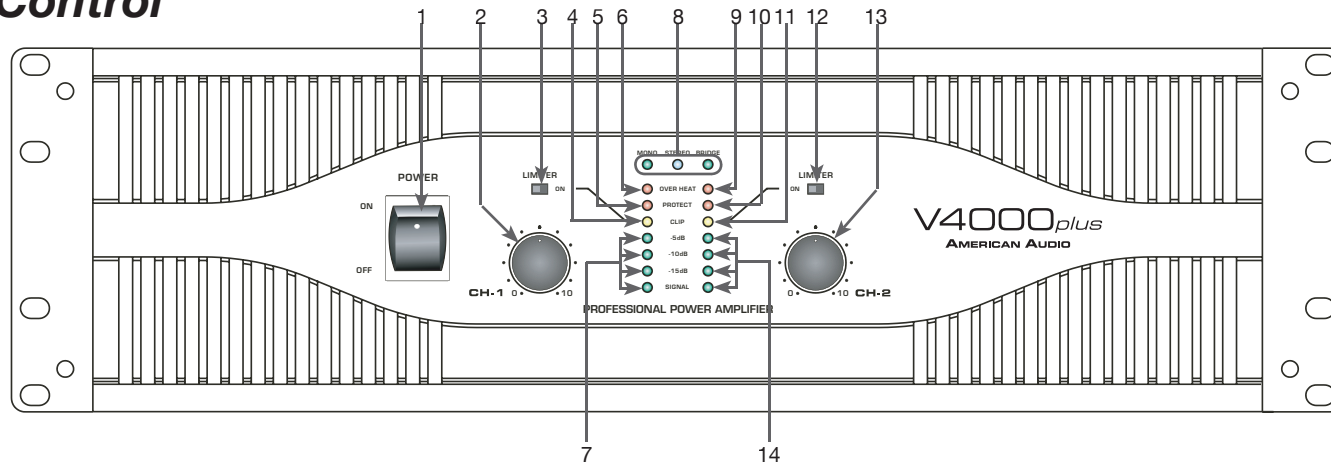 Control
1 2 3 4 5 6 8 9 10 11 12 13
MONO STEREO BRIDGE
POWER
ON
OFF
LIMITER
ON
OVER HEAT
PROTECT
CLIP
-5dB
-10dB
-15dB
SIGNAL
LIMITER
ON
CH-1 0 10
0 10 CH-2
PROFESSIONAL POWER AMPLIFIER
V4000plus
AMERICAN AUDIO
7 14